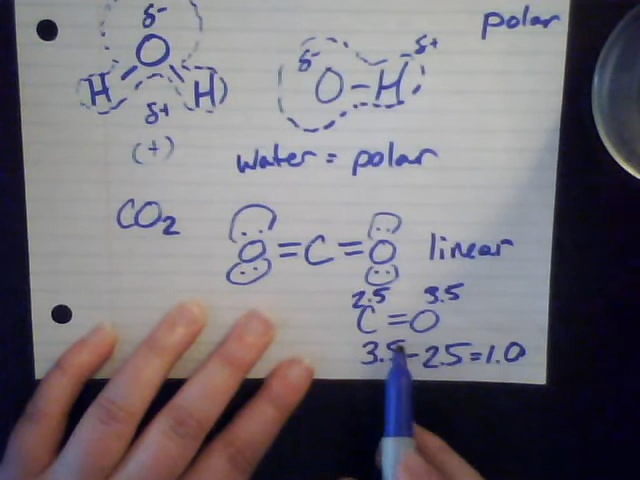 polar
δ-
O
H H
δ+
(+)
δ- δ+
O-H
water = polar
CO2
O=C=O linear
2.5 3.5
C=O
3.5-2.5=1.0